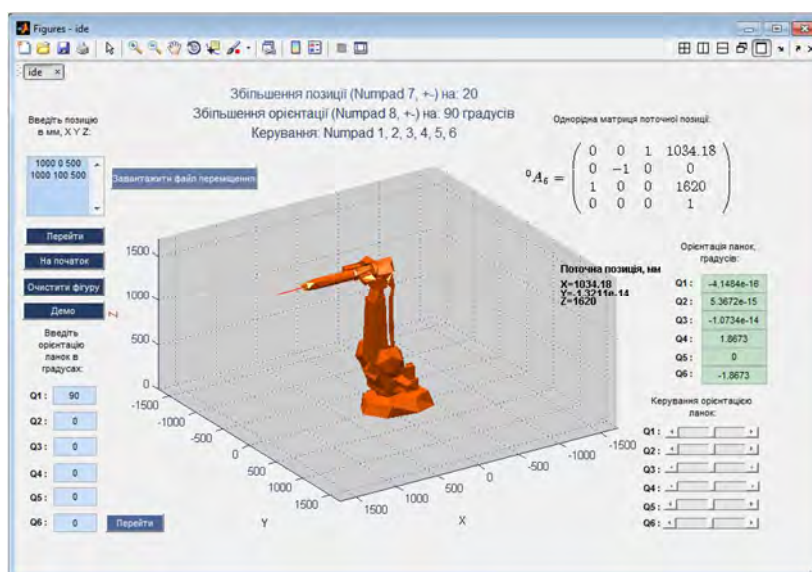 Figures - ide
ide ×
Збільшення позиції (Numpad 7, +-) на: 20
Збільшення орієнтації (Numpad 8, +-) на: 90 градусів
Керування: Numpad 1, 2, 3, 4, 5, 6
Введіть позицію
в мм, X Y Z:
1000 0 500
1000 100 500
Завантажити файл переміщення
Перейти
На початок
Очистити фігуру
Демо
Введіть
орієнтацію
ланок в
градусах:
Q1 : 90
Q2 : 0
Q3 : 0
Q4 : 0
Q5 : 0
Q6 : 0
Перейти
Однорідна матриця поточної позиції:
0 0 1 1034.18
⁰A₆ = 0 −1 0 0
1 0 0 1620
0 0 0 1
Z
1500
1000
500
0
-1500
-1000
-500
0
500
1000
1500
Y
1500
1000
500
0
-500
-1000
-1500
X
Поточна позиція, мм
X=1034.18
Y=-1.3211e-14
Z=1620
Орієнтація ланок,
градусів:
Q1 : -4.1484e-16
Q2 : 5.3672e-15
Q3 : -1.0734e-14
Q4 : 1.8673
Q5 : 0
Q6 : -1.8673
Керування орієнтацією
ланок:
Q1 :
Q2 :
Q3 :
Q4 :
Q5 :
Q6 :